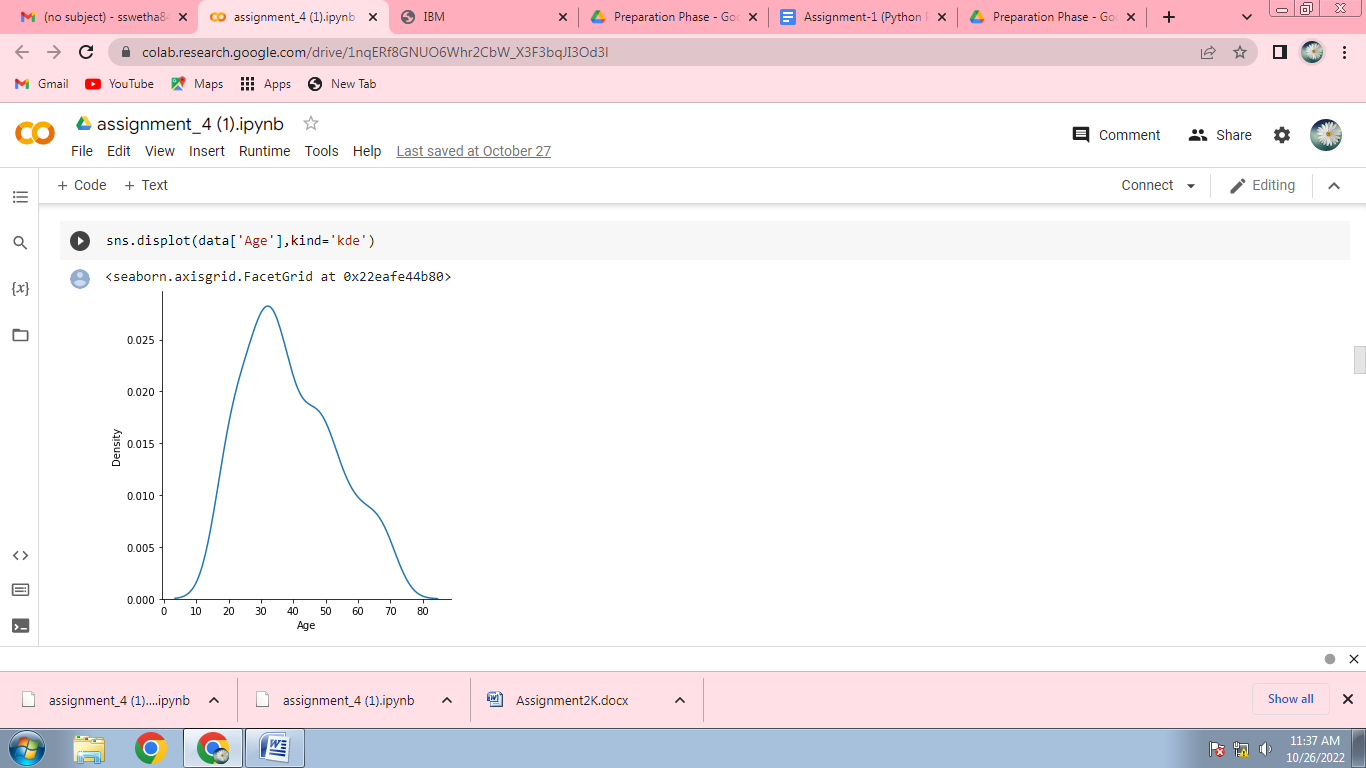 (no subject) - sswetha84
assignment_4 (1).ipynb
IBM
Preparation Phase - Goo
Assignment-1 (Python P
Preparation Phase - Goo
colab.research.google.com/drive/1nqERf8GNUO6Whr2CbW_X3F3bqJI3Od3l
Gmail YouTube Maps Apps New Tab
assignment_4 (1).ipynb
Comment Share
File Edit View Insert Runtime Tools Help Last saved at October 27
+ Code + Text
Connect Editing
sns.displot(data['Age'],kind='kde')
{x}
<seaborn.axisgrid.FacetGrid at 0x22eafe44b80>
0.025
0.020
0.015
0.010
0.005
0.000
Density
0 10 20 30 40 50 60 70 80
Age
assignment_4 (1)....ipynb
assignment_4 (1).ipynb
Assignment2K.docx
Show all
11:37 AM
10/26/2022